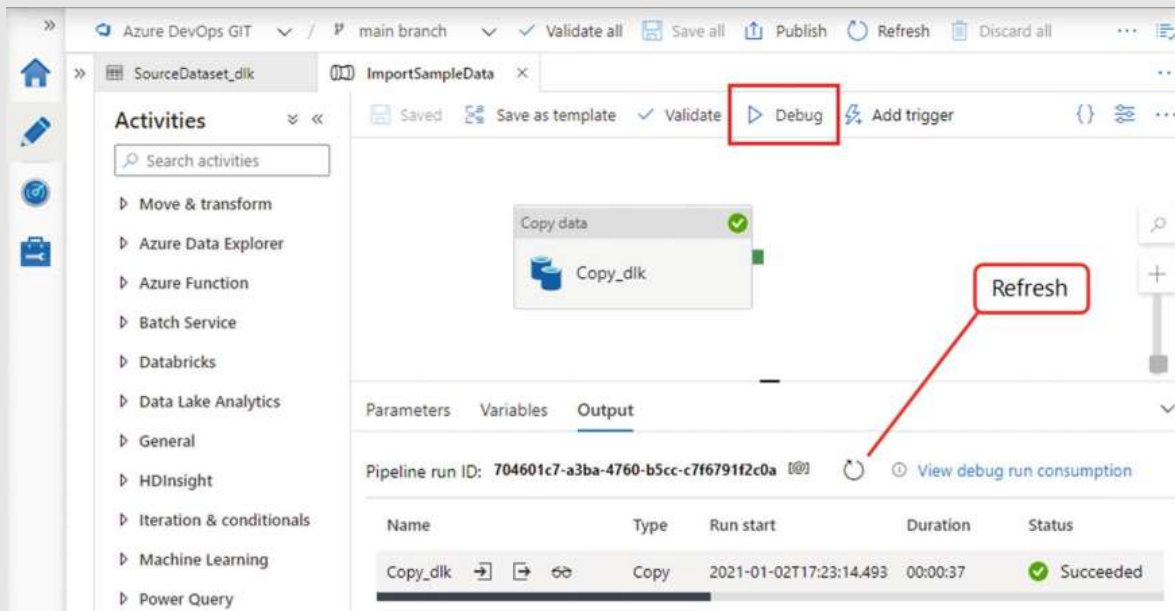 Azure DevOps GIT / main branch Validate all Save all Publish Refresh Discard all
SourceDataset_dlk ImportSampleData
Activities
Saved Save as template Validate Debug Add trigger
Search activities
Move & transform
Azure Data Explorer
Azure Function
Batch Service
Databricks
Data Lake Analytics
General
HDInsight
Iteration & conditionals
Machine Learning
Power Query
Copy data
Copy_dlk
Refresh
Parameters Variables Output
Pipeline run ID: 704601c7-a3ba-4760-b5cc-c7f6791f2c0a [@] View debug run consumption
Name Type Run start Duration Status
Copy_dlk Copy 2021-01-02T17:23:14.493 00:00:37 Succeeded